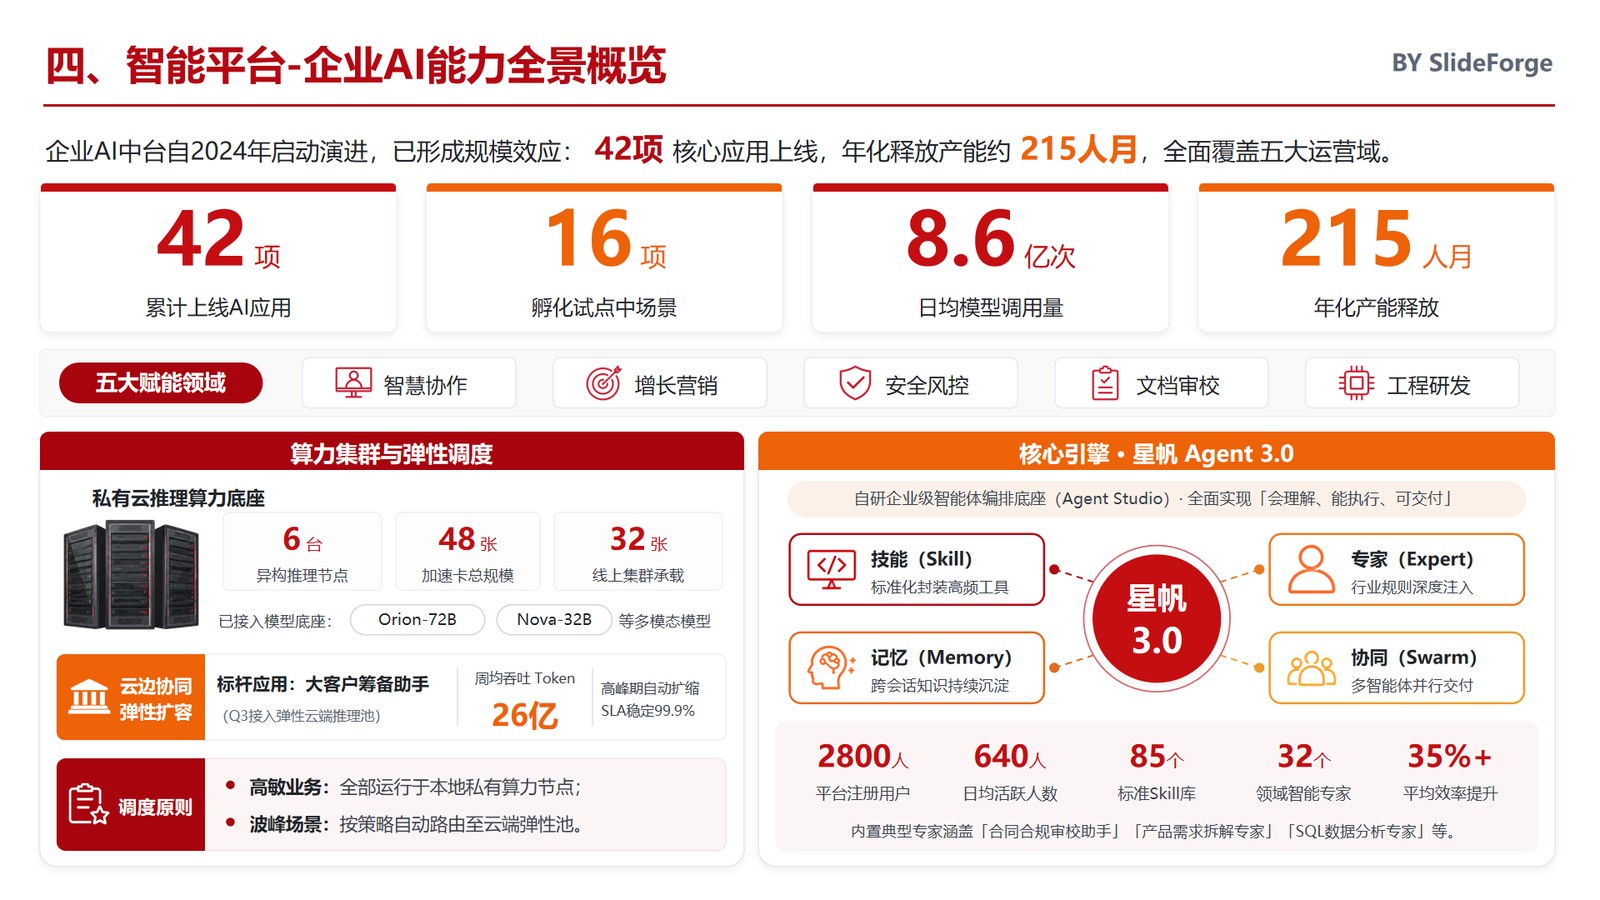 四、智能平台-企业AI能力全景概览
BY SlideForge
企业AI中台自2024年启动演进，已形成规模效应： 42项 核心应用上线，年化释放产能约 215人月，全面覆盖五大运营域。
42 项
累计上线AI应用
16 项
孵化试点中场景
8.6 亿次
日均模型调用量
215 人月
年化产能释放
五大赋能领域
智慧协作
增长营销
安全风控
文档审校
工程研发
算力集群与弹性调度
私有云推理算力底座
6 台
异构推理节点
48 张
加速卡总规模
32 张
线上集群承载
已接入模型底座： Orion-72B Nova-32B 等多模态模型
云边协同
弹性扩容
标杆应用：大客户筹备助手
（Q3接入弹性云端推理池）
周均吞吐 Token
26亿
高峰期自动扩缩
SLA稳定99.9%
调度原则
• 高敏业务：全部运行于本地私有算力节点；
• 波峰场景：按策略自动路由至云端弹性池。
核心引擎 · 星帆 Agent 3.0
自研企业级智能体编排底座（Agent Studio）· 全面实现「会理解、能执行、可交付」
技能（Skill）
标准化封装高频工具
专家（Expert）
行业规则深度注入
星帆
3.0
记忆（Memory）
跨会话知识持续沉淀
协同（Swarm）
多智能体并行交付
2800人
平台注册用户
640人
日均活跃人数
85个
标准Skill库
32个
领域智能专家
35%+
平均效率提升
内置典型专家涵盖「合同合规审校助手」「产品需求拆解专家」「SQL数据分析专家」等。